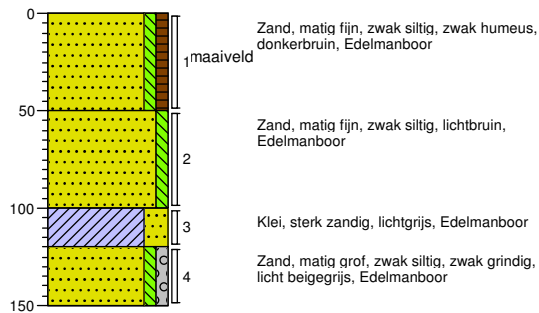 0
Zand, matig fijn, zwak siltig, zwak humeus,
donkerbruin, Edelmanboor
1
maaiveld
50
Zand, matig fijn, zwak siltig, lichtbruin,
Edelmanboor
2
100
Klei, sterk zandig, lichtgrijs, Edelmanboor
3
Zand, matig grof, zwak siltig, zwak grindig,
licht beigegrijs, Edelmanboor
4
150